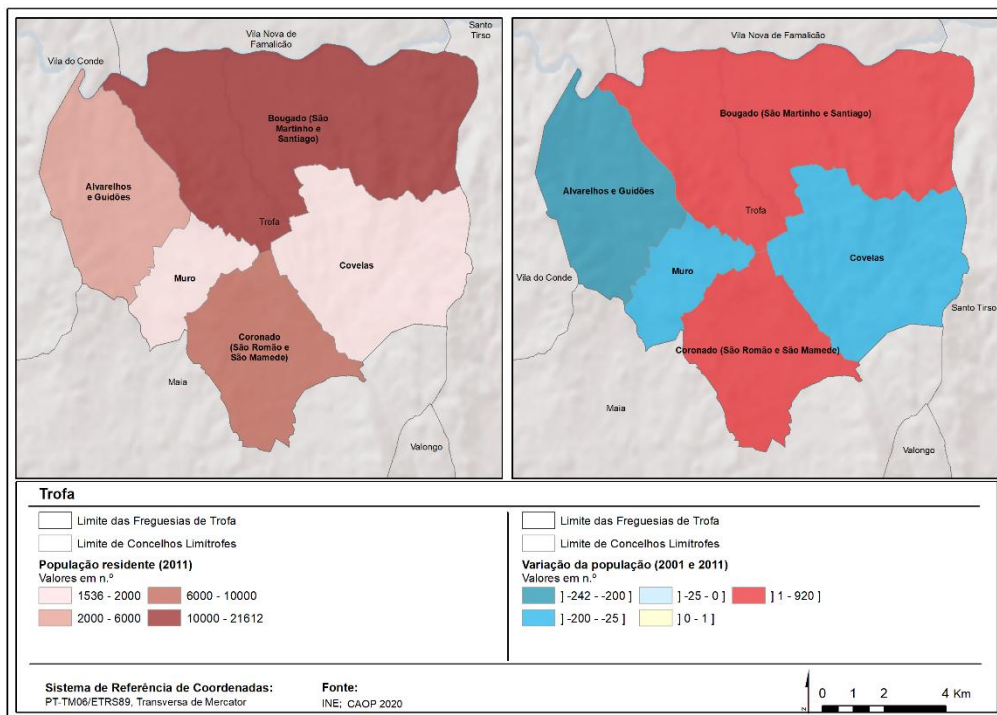 Santo
Tirso
Vila Nova de
Famalicão
Vila do Conde
Bougado (São
Martinho e
Santiago)
Alvarelhos
e Guidões
Trofa
Muro
Covelas
Coronado
(São Romão e
São Mamede)
Maia
Valongo
Vila Nova de Famalicão
Bougado (São Martinho e Santiago)
Alvarelhos e Guidões
Trofa
Covelas
Muro
Vila do Conde
Santo Tirso
Coronado (São Romão e São Mamede)
Maia
Valongo
Trofa
Limite das Freguesias de Trofa
Limite de Concelhos Limítrofes
População residente (2011)
Valores em n.º
1536 - 2000
6000 - 10000
2000 - 6000
10000 - 21612
Limite das Freguesias de Trofa
Limite de Concelhos Limítrofes
Variação da população (2001 e 2011)
Valores em n.º
] -242 - -200 ]
] -25 - 0 ]
] 1 - 920 ]
] -200 - -25 ]
] 0 - 1 ]
Sistema de Referência de Coordenadas:
PT-TM06/ETRS89, Transversa de Mercator
Fonte:
INE; CAOP 2020
N
0 1 2 4 Km